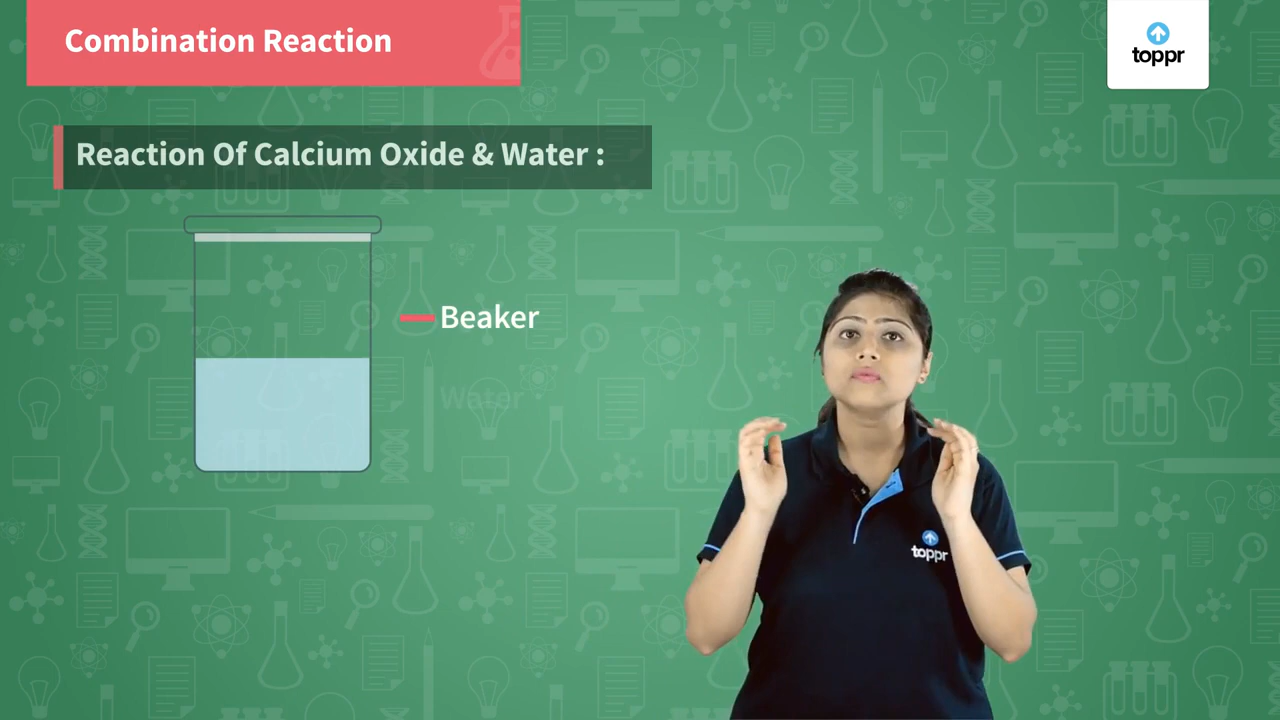 Combination Reaction
toppr
Reaction Of Calcium Oxide & Water :
Beaker
Water
toppr